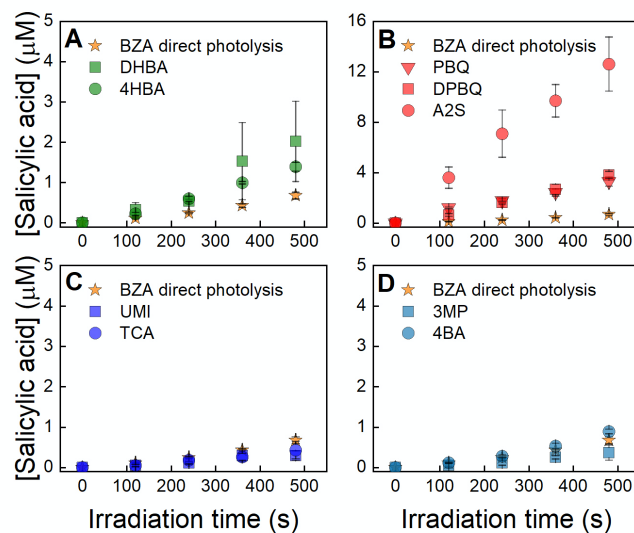 A
BZA direct photolysis
DHBA
4HBA
[Salicylic acid] (μM)
5
4
3
2
1
0
0 100 200 300 400 500
B
BZA direct photolysis
PBQ
DPBQ
A2S
16
12
8
4
0
0 100 200 300 400 500
C
BZA direct photolysis
UMI
TCA
[Salicylic acid] (μM)
5
4
3
2
1
0
0 100 200 300 400 500
Irradiation time (s)
D
BZA direct photolysis
3MP
4BA
5
4
3
2
1
0
0 100 200 300 400 500
Irradiation time (s)